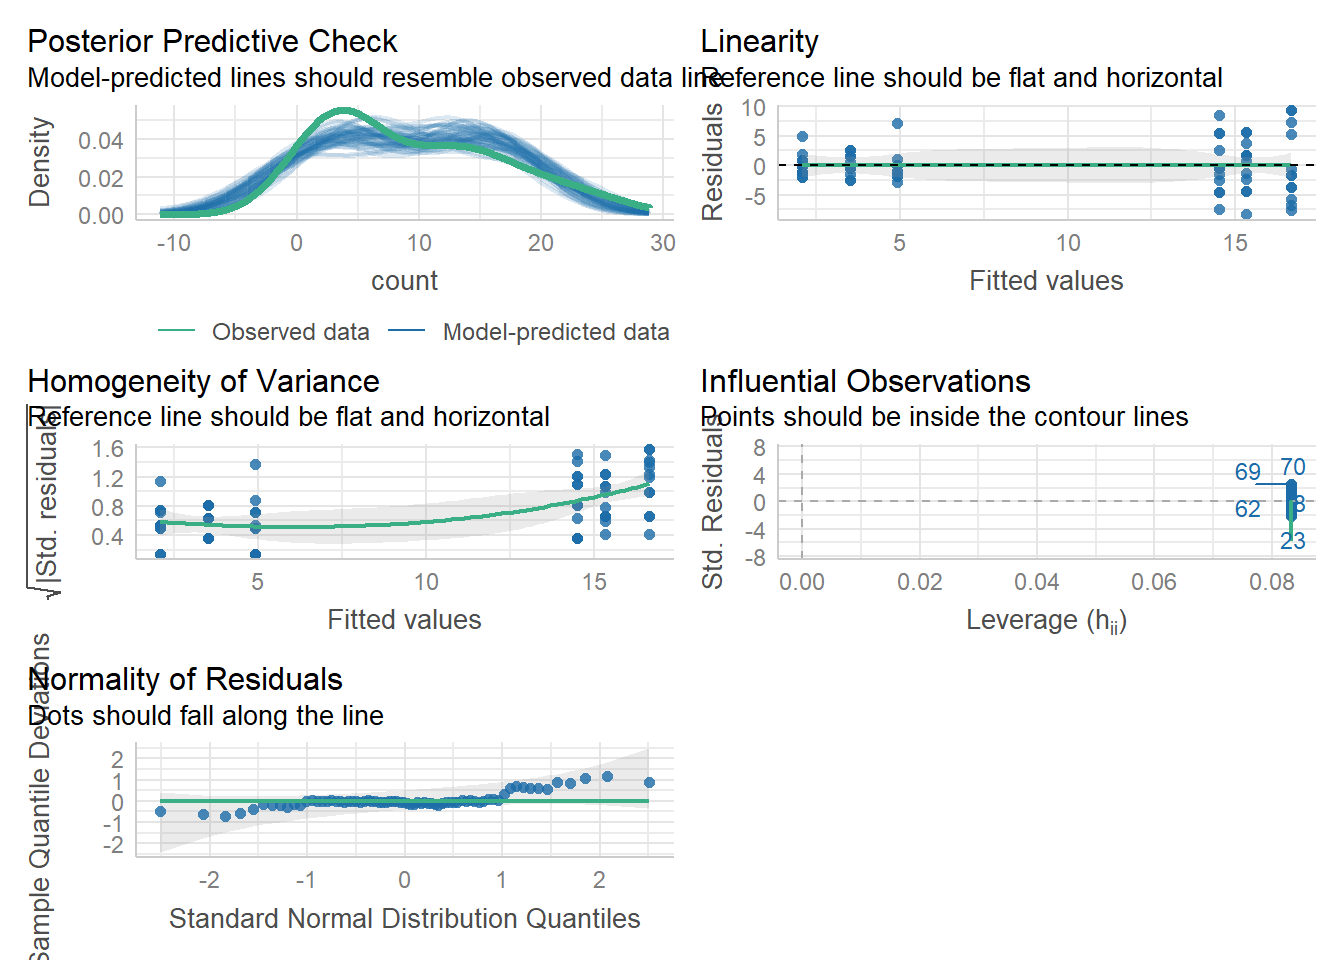 Posterior Predictive Check
Model-predicted lines should resemble observed data line
Density
0.04
0.02
0.00
-10 0 10 20 30
count
Observed data Model-predicted data
Linearity
Reference line should be flat and horizontal
Residuals
10
5
0
-5
5 10 15
Fitted values
Homogeneity of Variance
Reference line should be flat and horizontal
√|Std. residuals|
1.6
1.2
0.8
0.4
5 10 15
Fitted values
Influential Observations
Points should be inside the contour lines
Std. Residuals
8
4
0
-4
-8
69 70
62
23
0.00 0.02 0.04 0.06 0.08
Leverage (hii)
Normality of Residuals
Dots should fall along the line
Sample Quantile Deviations
2
1
0
-1
-2
-2 -1 0 1 2
Standard Normal Distribution Quantiles